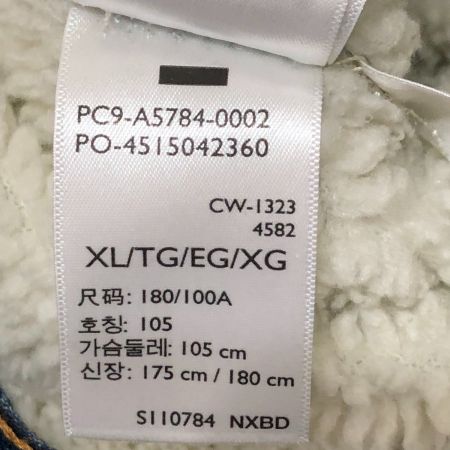 PC9-A5784-0002
PO-4515042360
CW-1323
4582
XL/TG/EG/XG
尺码: 180/100A
호칭: 105
가슴둘레: 105 cm
신장: 175 cm / 180 cm
S110784 NXBD